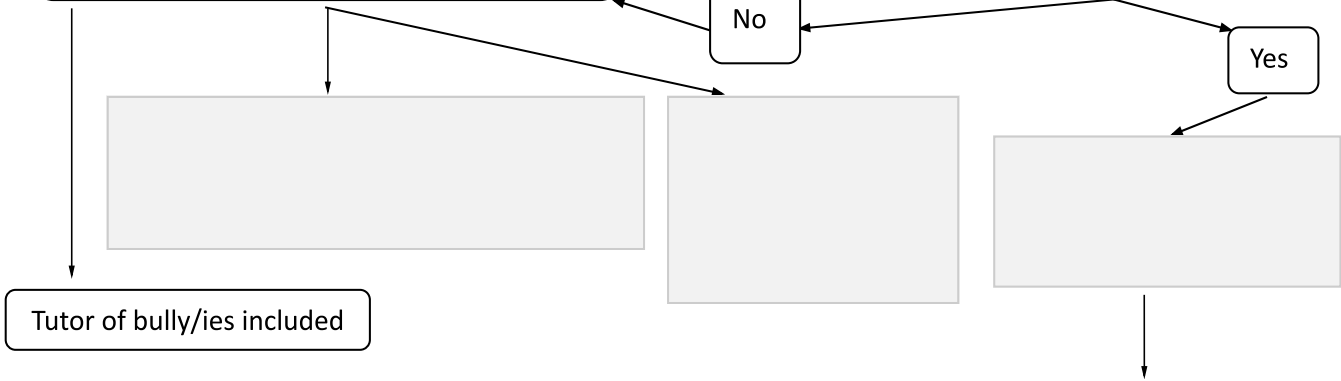 No
Yes
Tutor of bully/ies included